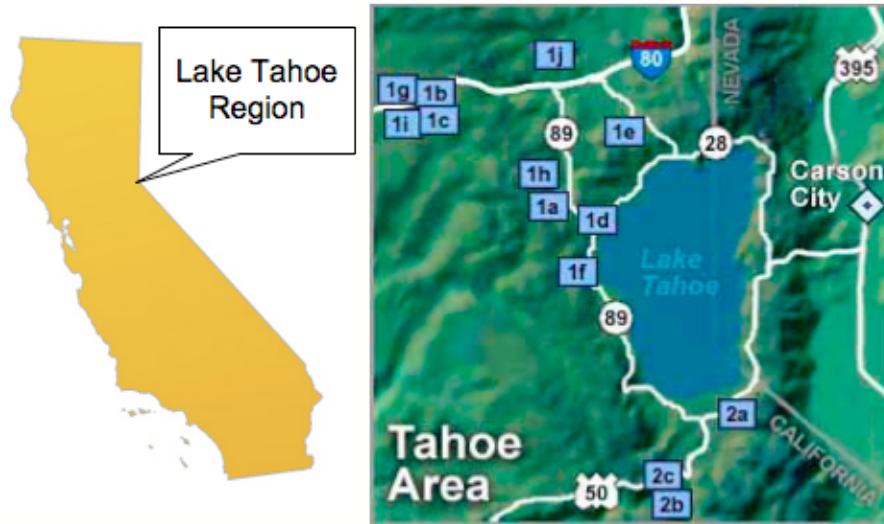 Lake Tahoe
Region
1j
80
NEVADA
395
1g
1b
1i
1c
89
1e
28
1h
Carson
City
1a
1d
Lake
Tahoe
1f
89
2a
CALIFORNIA
Tahoe
Area
2c
50
2b